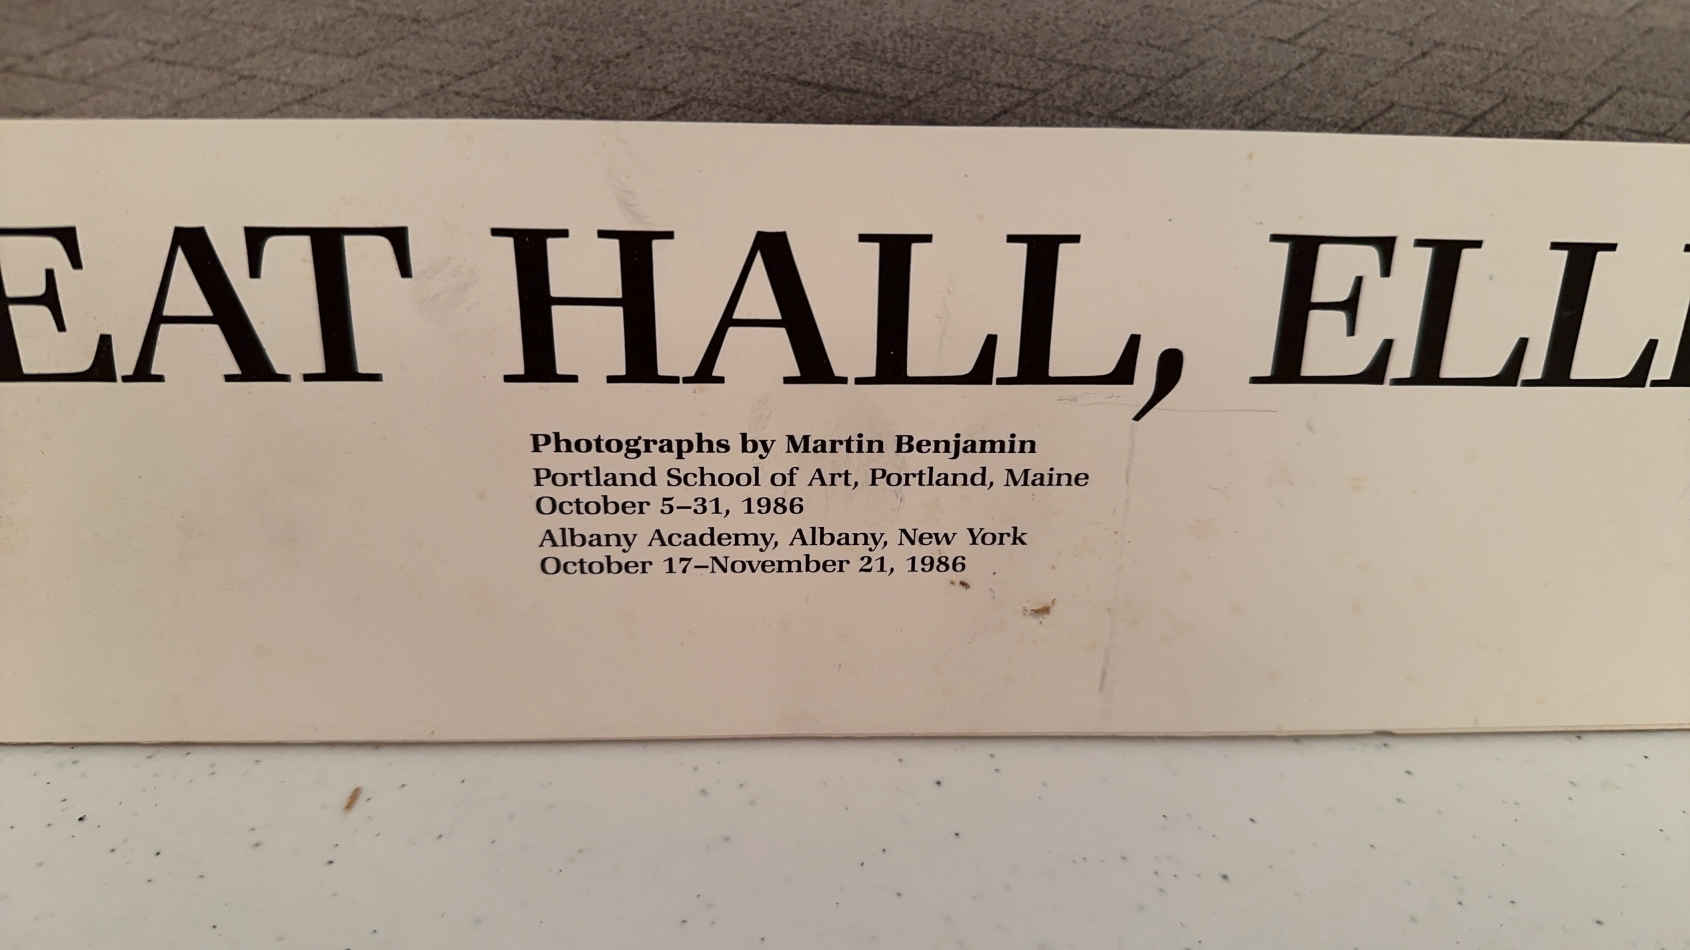 EAT HALL, ELL
Photographs by Martin Benjamin
Portland School of Art, Portland, Maine
October 5–31, 1986
Albany Academy, Albany, New York
October 17–November 21, 1986